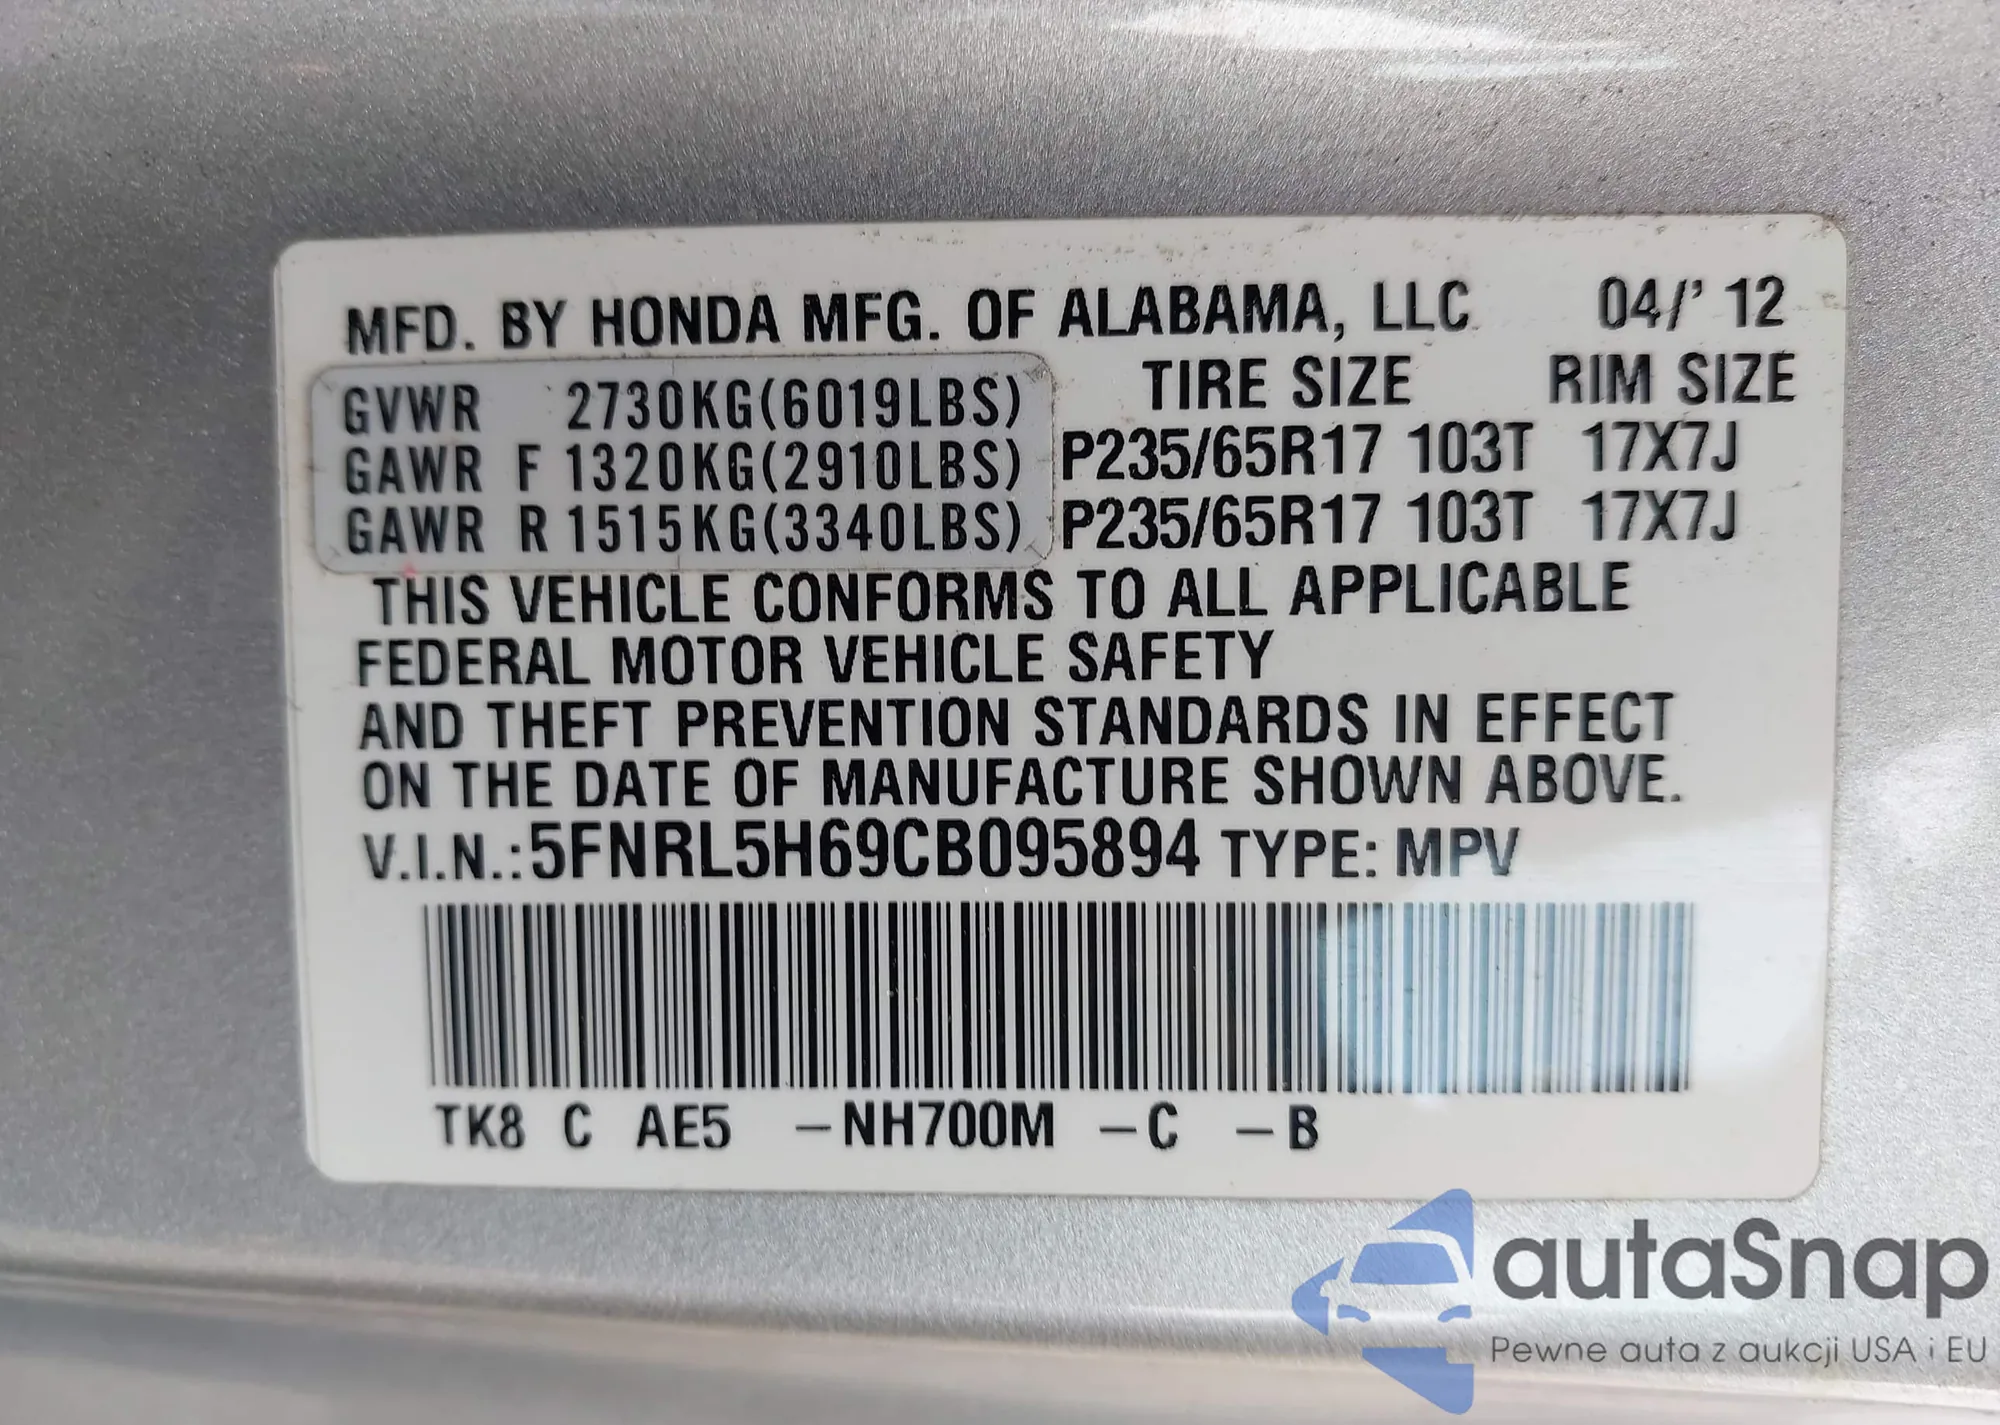 MFD. BY HONDA MFG. OF ALABAMA, LLC 04/' 12
TIRE SIZE RIM SIZE
GVWR 2730KG(6019LBS)
GAWR F 1320KG(2910LBS) P235/65R17 103T 17X7J
GAWR R 1515KG(3340LBS) P235/65R17 103T 17X7J
THIS VEHICLE CONFORMS TO ALL APPLICABLE
FEDERAL MOTOR VEHICLE SAFETY
AND THEFT PREVENTION STANDARDS IN EFFECT
ON THE DATE OF MANUFACTURE SHOWN ABOVE.
V.I.N.:5FNRL5H69CB095894 TYPE: MPV
TK8 C AE5 –NH700M –C –B
autaSnap
Pewne auta z aukcji USA i EU